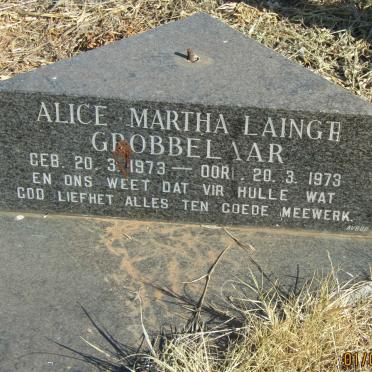 ALICE MARTHA LAINGH
GROBBELAAR
GEB. 20. 3. 1973 — OORL. 20. 3. 1973
EN ONS WEET DAT VIR HULLE WAT
GOD LIEFHET ALLES TEN GOEDE MEEWERK.